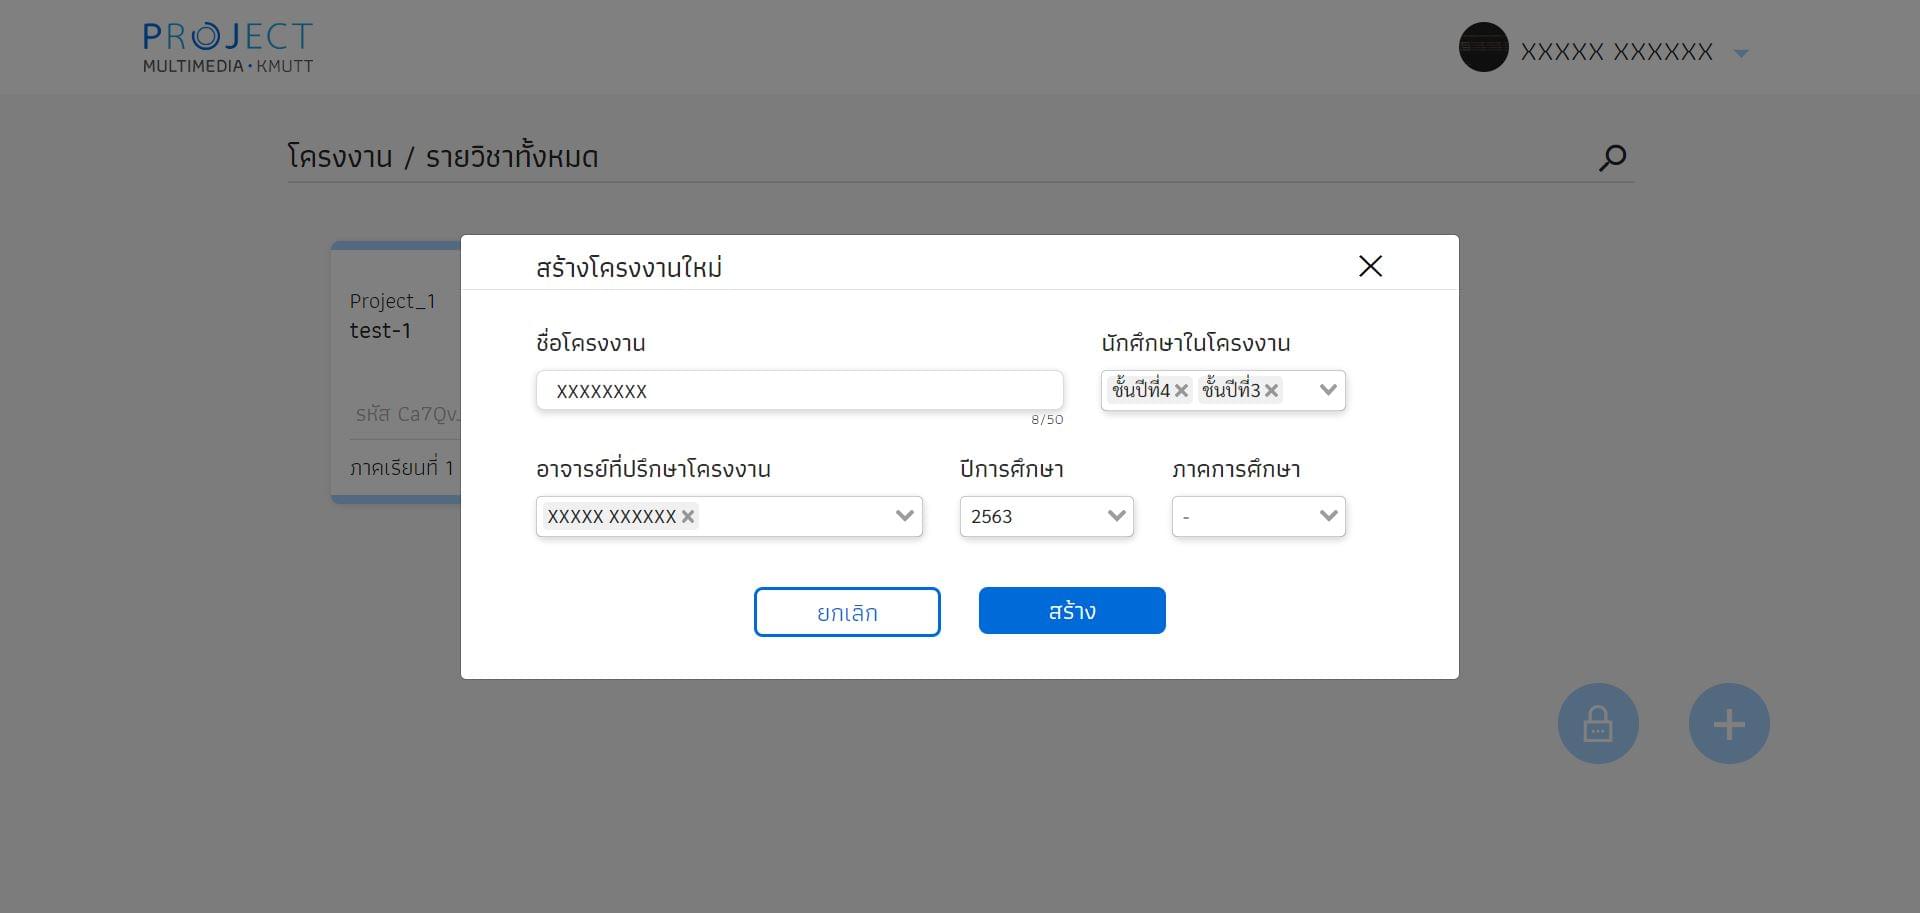 PROJECT
MULTIMEDIA • KMUTT
XXXXX XXXXXX
โครงงาน / รายวิชาทั้งหมด
สร้างโครงงานใหม่
Project_1
test-1
รหัส Ca7Qv
ภาคเรียนที่ 1
ชื่อโครงงาน
นักศึกษาในโครงงาน
XXXXXXXX
ชั้นปีที่4 ชั้นปีที่3
8/50
อาจารย์ที่ปรึกษาโครงงาน
ปีการศึกษา
ภาคการศึกษา
XXXXX XXXXXX
2563
-
ยกเลิก
สร้าง